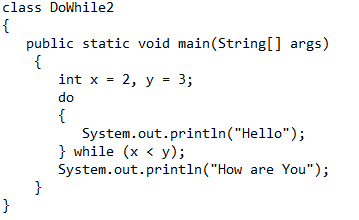 class DoWhile2
{
   public static void main(String[] args)
    {
       int x = 2, y = 3;
       do
       {
          System.out.println("Hello");
       } while (x < y);
       System.out.println("How are You");
    }
}